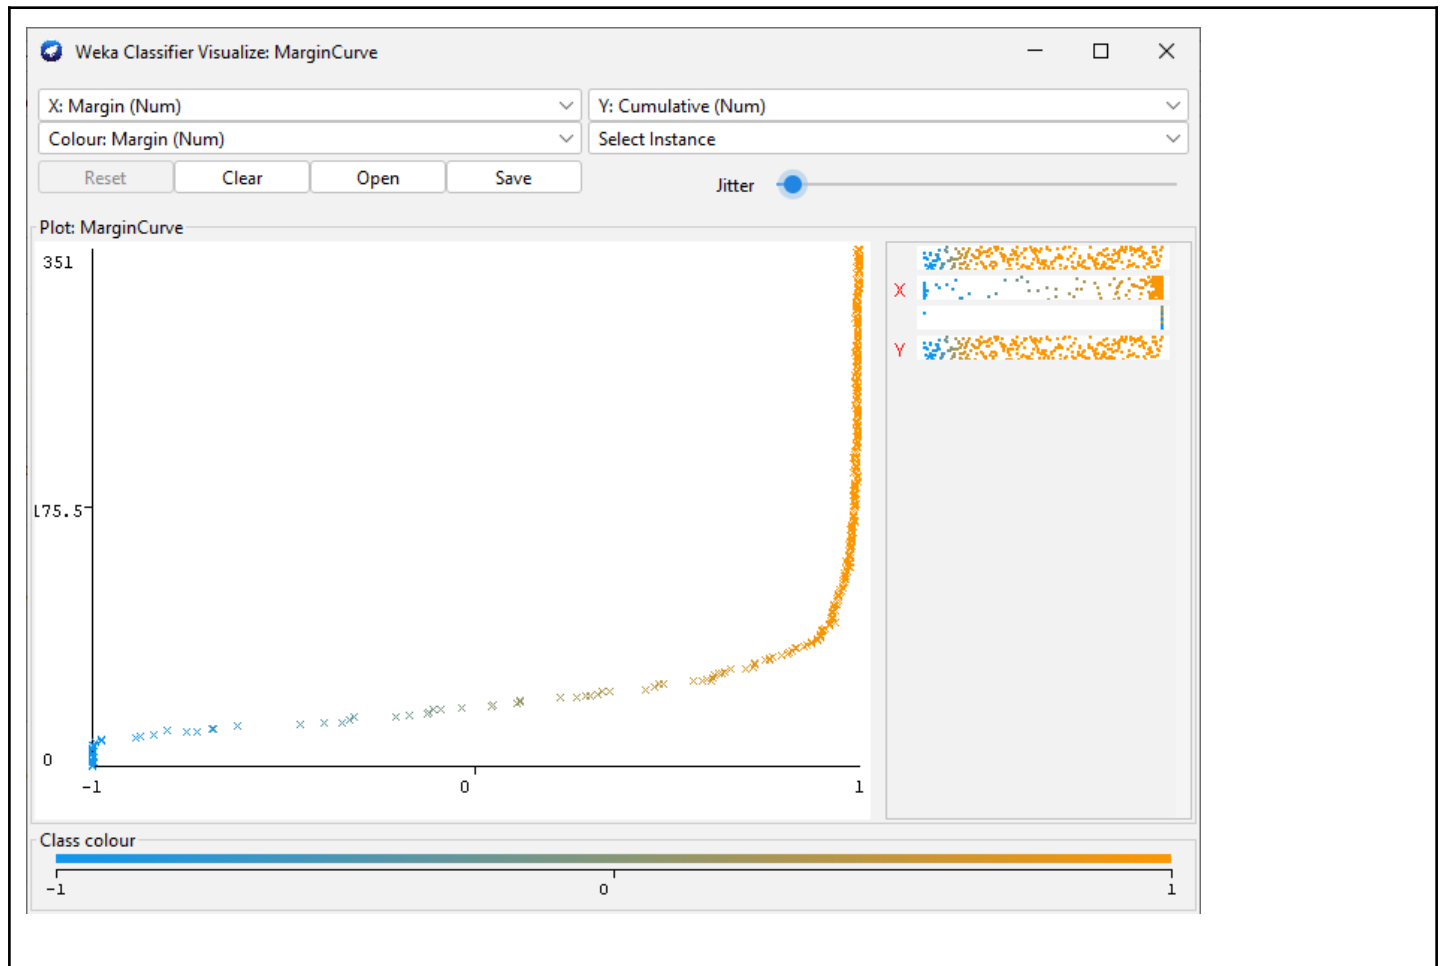 Weka Classifier Visualize: MarginCurve
X: Margin (Num)
Y: Cumulative (Num)
Colour: Margin (Num)
Select Instance
Reset
Clear
Open
Save
Jitter
Plot: MarginCurve
351
175.5
0
-1
0
1
X
Y
Class colour
-1
0
1